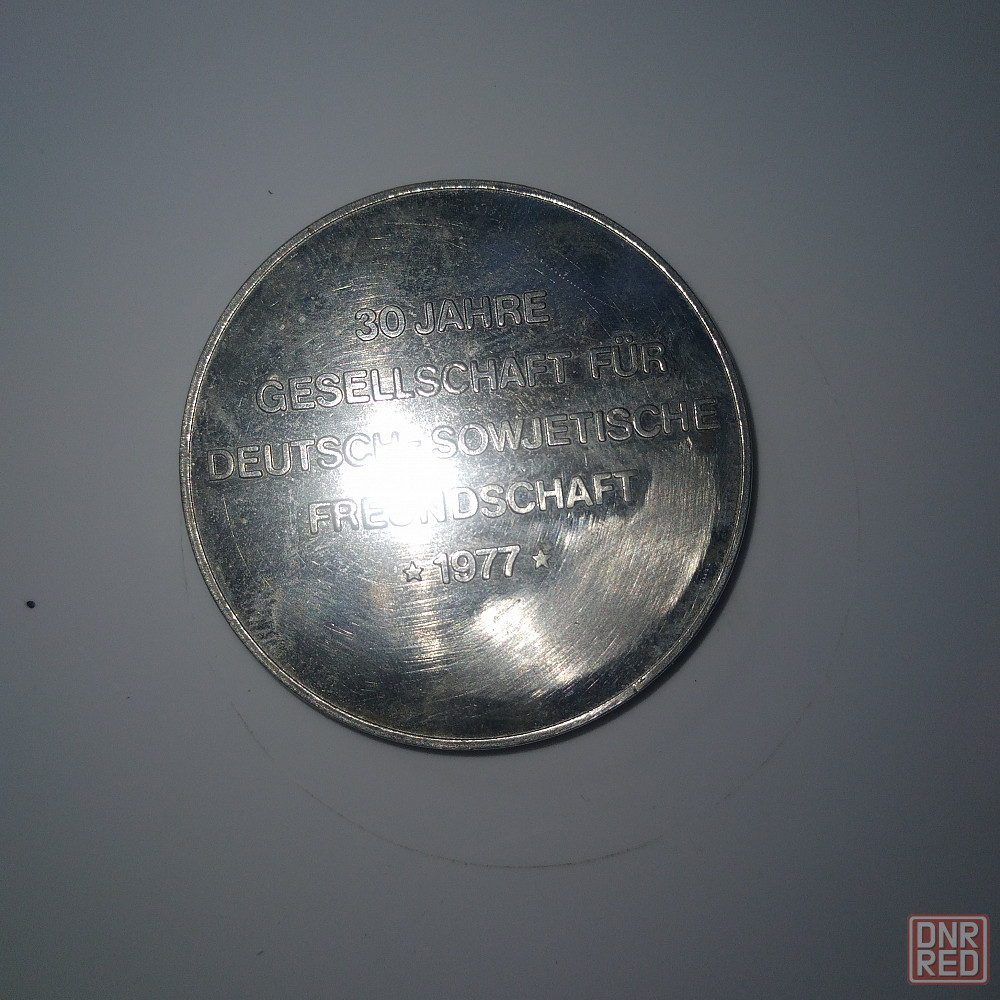 30 JAHRE
GESELLSCHAFT FÜR
DEUTSCH-SOWJETISCHE
FREUNDSCHAFT
☆ 1977 ☆
DNR
RED